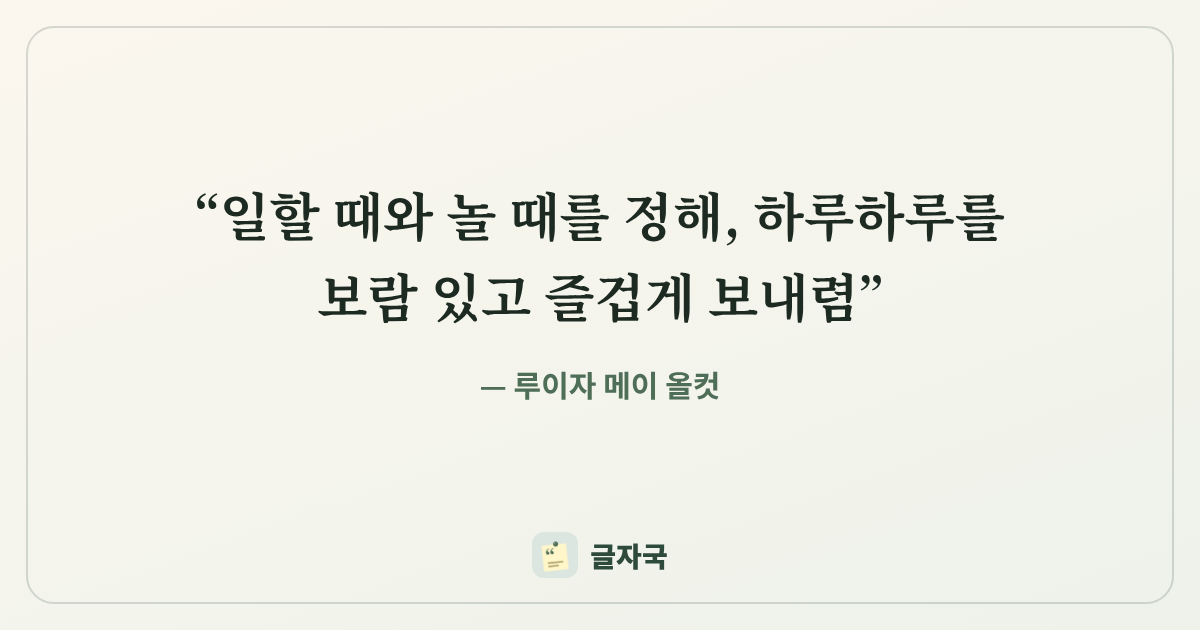 “일할 때와 놀 때를 정해, 하루하루를
보람 있고 즐겁게 보내렴”
— 루이자 메이 올컷
글자국